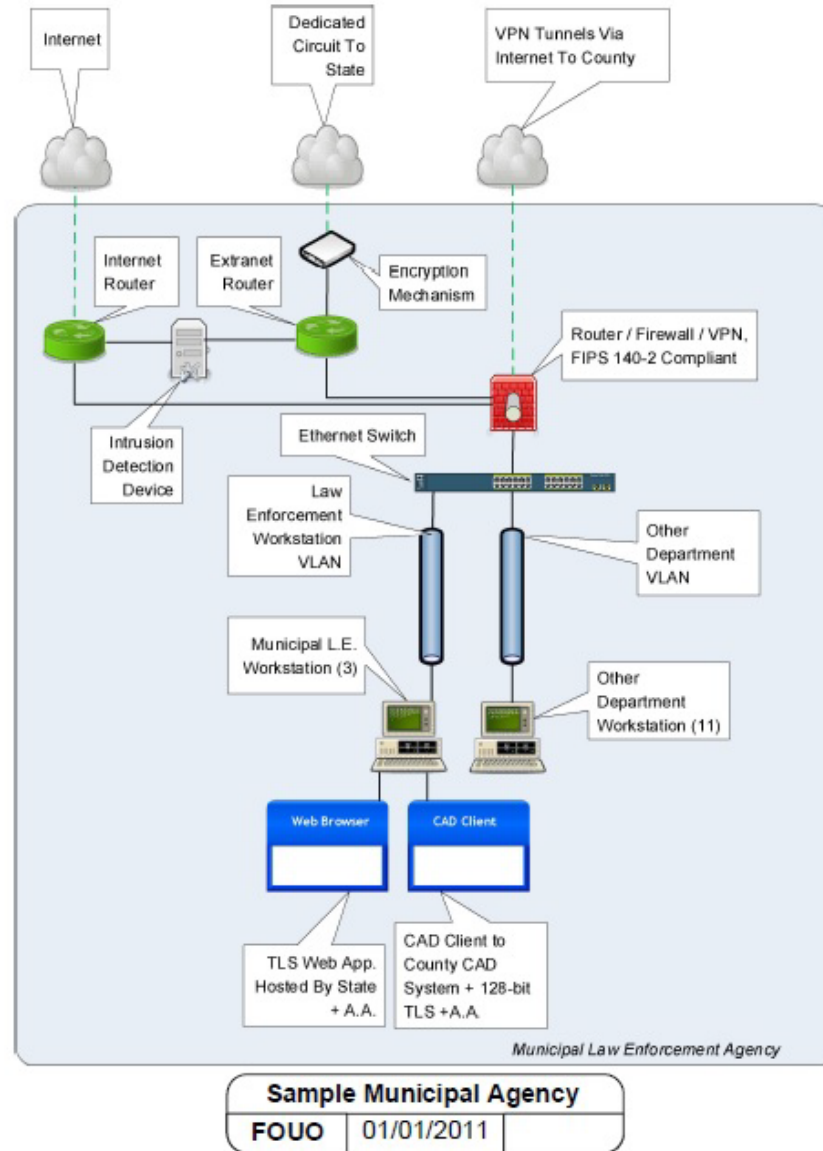 Internet
Dedicated
Circuit To
State
VPN Tunnels Via
Internet To County
Internet
Router
Extranet
Router
Encryption
Mechanism
Router / Firewall / VPN,
FIPS 140-2 Compliant
Intrusion
Detection
Device
Ethernet Switch
Law
Enforcement
Workstation
VLAN
Other
Department
VLAN
Municipal L.E.
Workstation (3)
Other
Department
Workstation (11)
Web Browser
CAD Client
TLS Web App.
Hosted By State
+ A.A.
CAD Client to
County CAD
System + 128-bit
TLS +A.A.
Municipal Law Enforcement Agency
Sample Municipal Agency
FOUO 01/01/2011